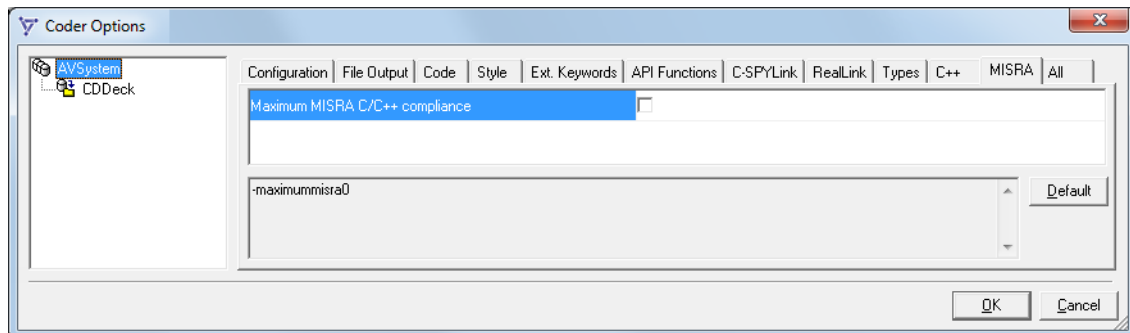 Coder Options
AVSystem
CDDeck
Configuration File Output Code Style Ext. Keywords API Functions C-SPYLink RealLink Types C++ MISRA All
Maximum MISRA C/C++ compliance
-maximummisra0
Default
OK Cancel